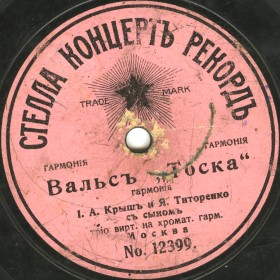 СТЕЛЛА КОНЦЕРТЪ РЕКОРДЪ
TRADE MARK
ГАРМОНІЯ ГАРМОНІЯ
Вальсъ „Тоска“
гармонія
І. А. Крышъ и Я. Титоренко
съ сыномъ
тріо вирт. на хромат. гарм.
Москва
No. 12399.